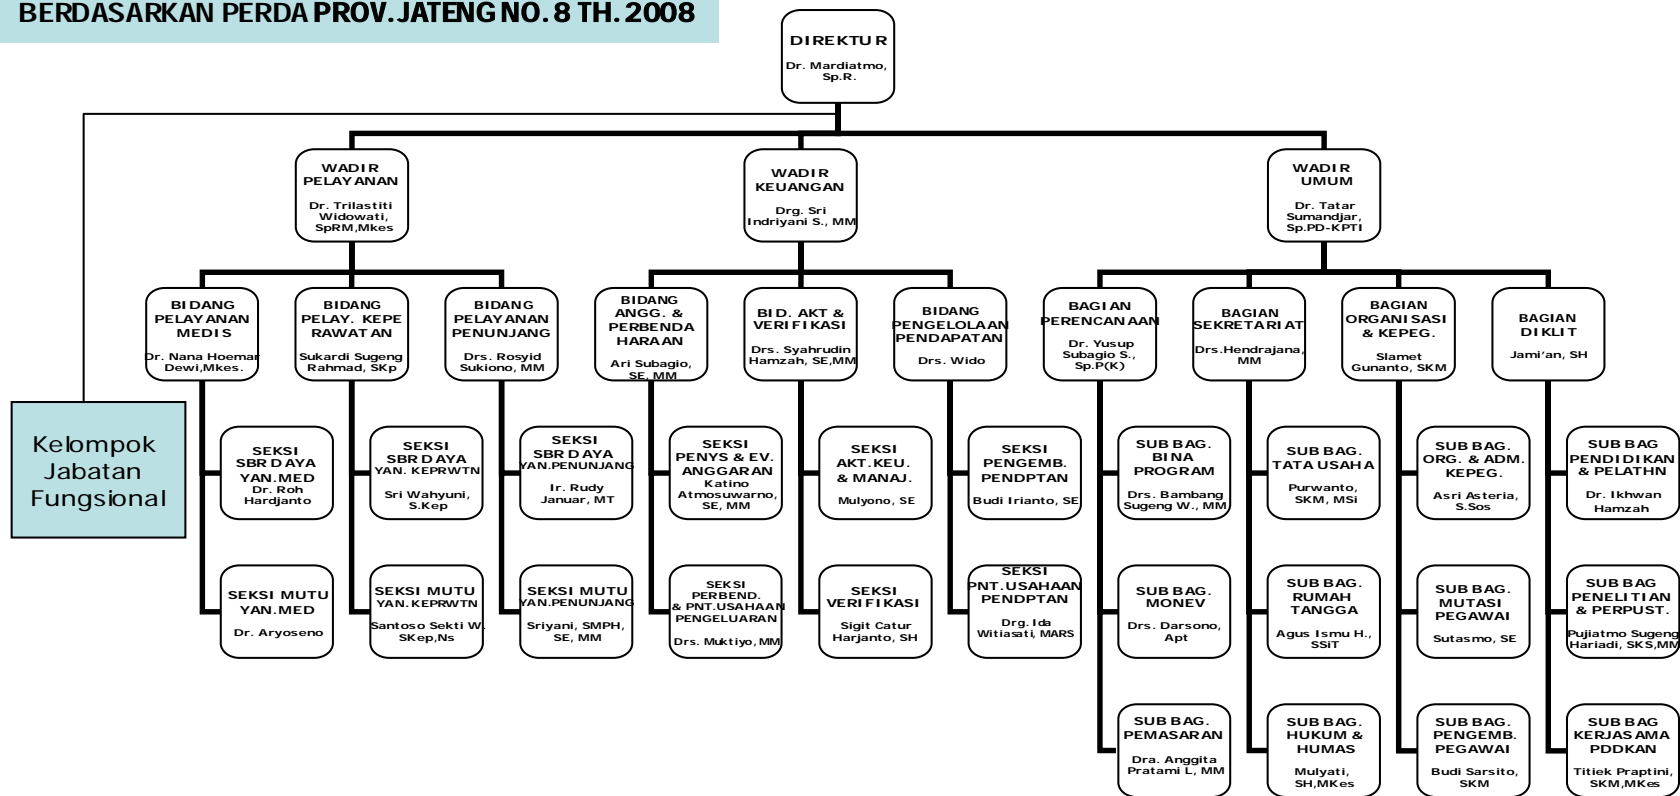 BERDASARKAN PERDA PROV. JATENG NO. 8 TH. 2008
DIREKTUR
Dr. Mardiatmo,
Sp.R.
WADIR
PELAYANAN
Dr. Trilastiti
Widowati,
SpRM,Mkes
WADIR
KEUANGAN
Drg. Sri
Indriyani S., MM
WADIR
UMUM
Dr. Tatar
Sumandjar,
Sp.PD-KPTI
BIDANG
PELAYANAN
MEDIS
Dr. Nana Hoemar
Dewi,Mkes.
BIDANG
PELAY. KEPE
RAWATAN
Sukardi Sugeng
Rahmad, SKp
BIDANG
PELAYANAN
PENUNJANG
Drs. Rosyid
Sukiono, MM
BIDANG
ANGG. &
PERBENDA
HARAAN
Ari Subagio,
SE, MM
BID. AKT &
VERIFIKASI
Drs. Syahrudin
Hamzah, SE,MM
BIDANG
PENGELOLAAN
PENDAPATAN
Drs. Wido
BAGIAN
PERENCANAAN
Dr. Yusup
Subagio S.,
Sp.P(K)
BAGIAN
SEKRETARIAT
Drs.Hendrajana,
MM
BAGIAN
ORGANISASI
& KEPEG.
Slamet
Gunanto, SKM
BAGIAN
DIKLIT
Jami'an, SH
Kelompok
Jabatan
Fungsional
SEKSI
SBR DAYA
YAN.MED
Dr. Roh
Hardjanto
SEKSI
SBR DAYA
YAN. KEPRWTN
Sri Wahyuni,
S.Kep
SEKSI
SBR DAYA
YAN.PENUNJANG
Ir. Rudy
Januar, MT
SEKSI
PENYS & EV.
ANGGARAN
Katino
Atmosuwarno,
SE, MM
SEKSI
AKT.KEU.
& MANAJ.
Mulyono, SE
SEKSI
PENGEMB.
PENDPTAN
Budi Irianto, SE
SUB BAG.
BINA
PROGRAM
Drs. Bambang
Sugeng W., MM
SUB BAG.
TATA USAHA
Purwanto,
SKM, MSi
SUB BAG.
ORG. & ADM.
KEPEG.
Asri Asteria,
S.Sos
SUB BAG
PENDIDIKAN
& PELATHN
Dr. Ikhwan
Hamzah
SEKSI MUTU
YAN.MED
Dr. Aryoseno
SEKSI MUTU
YAN. KEPRWTN
Santoso Sekti W.
SKep,Ns
SEKSI MUTU
YAN.PENUNJANG
Sriyani, SMPH,
SE, MM
SEKSI
PERBEND.
& PNT.USAHAAN
PENGELUARAN
Drs. Muktiyo, MM
SEKSI
VERIFIKASI
Sigit Catur
Harjanto, SH
SEKSI
PNT.USAHAAN
PENDPTAN
Drg. Ida
Witiasati, MARS
SUB BAG.
MONEV
Drs. Darsono,
Apt
SUB BAG.
RUMAH
TANGGA
Agus Ismu H.,
SSiT
SUB BAG.
MUTASI
PEGAWAI
Sutasmo, SE
SUB BAG
PENELITIAN
& PERPUST.
Pujiatmo Sugeng
Hariadi, SKS,MM
SUB BAG.
PEMASARAN
Dra. Anggita
Pratami L, MM
SUB BAG.
HUKUM &
HUMAS
Mulyati,
SH,MKes
SUB BAG.
PENGEMB.
PEGAWAI
Budi Sarsito,
SKM
SUB BAG
KERJASAMA
PDDKAN
Titiek Praptini,
SKM,MKes